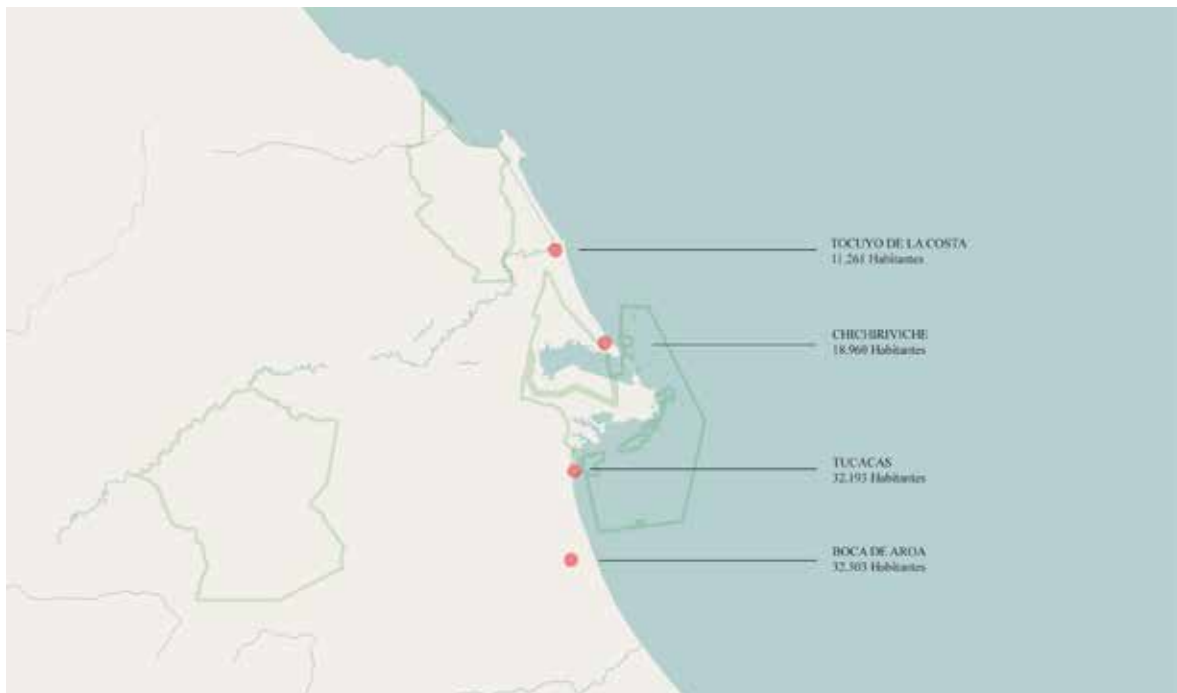 TOCUYO DE LA COSTA
11.261 Habitantes
CHICHIRIVICHE
18.960 Habitantes
TUCACAS
32.193 Habitantes
BOCA DE AROA
32.303 Habitantes